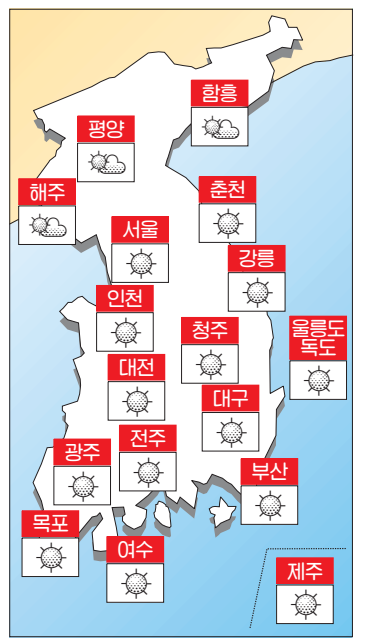 함흥
평양
해주
춘천
서울
강릉
인천
청주
울릉도
독도
대전
대구
전주
광주
부산
목포
여수
제주